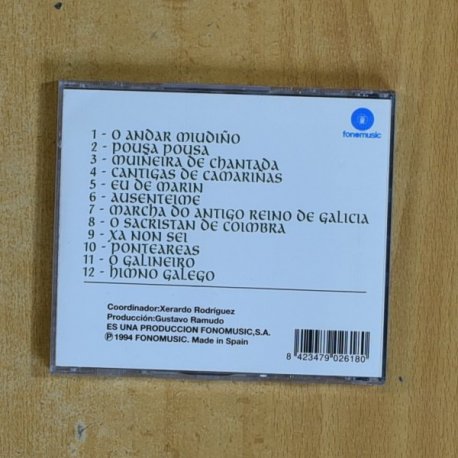 fonomusic
1 - O ANDAR MIUDIÑO
2 - POUSA POUSA
3 - MUINEIRA DE CHANTADA
4 - CANTIGAS DE CAMARIÑAS
5 - EU DE MARIN
6 - AUSENTEIME
7 - MARCHA DO ANTIGO REINO DE GALICIA
8 - O SACRISTAN DE COIMBRA
9 - XA NON SEI
10 - PONTEAREAS
11 - O GALINEIRO
12 - HIMNO GALEGO
Coordinador:Xerardo Rodríguez
Producción:Gustavo Ramudo
ES UNA PRODUCCION FONOMUSIC,S.A.
℗ 1994 FONOMUSIC. Made in Spain
8 423479 026180